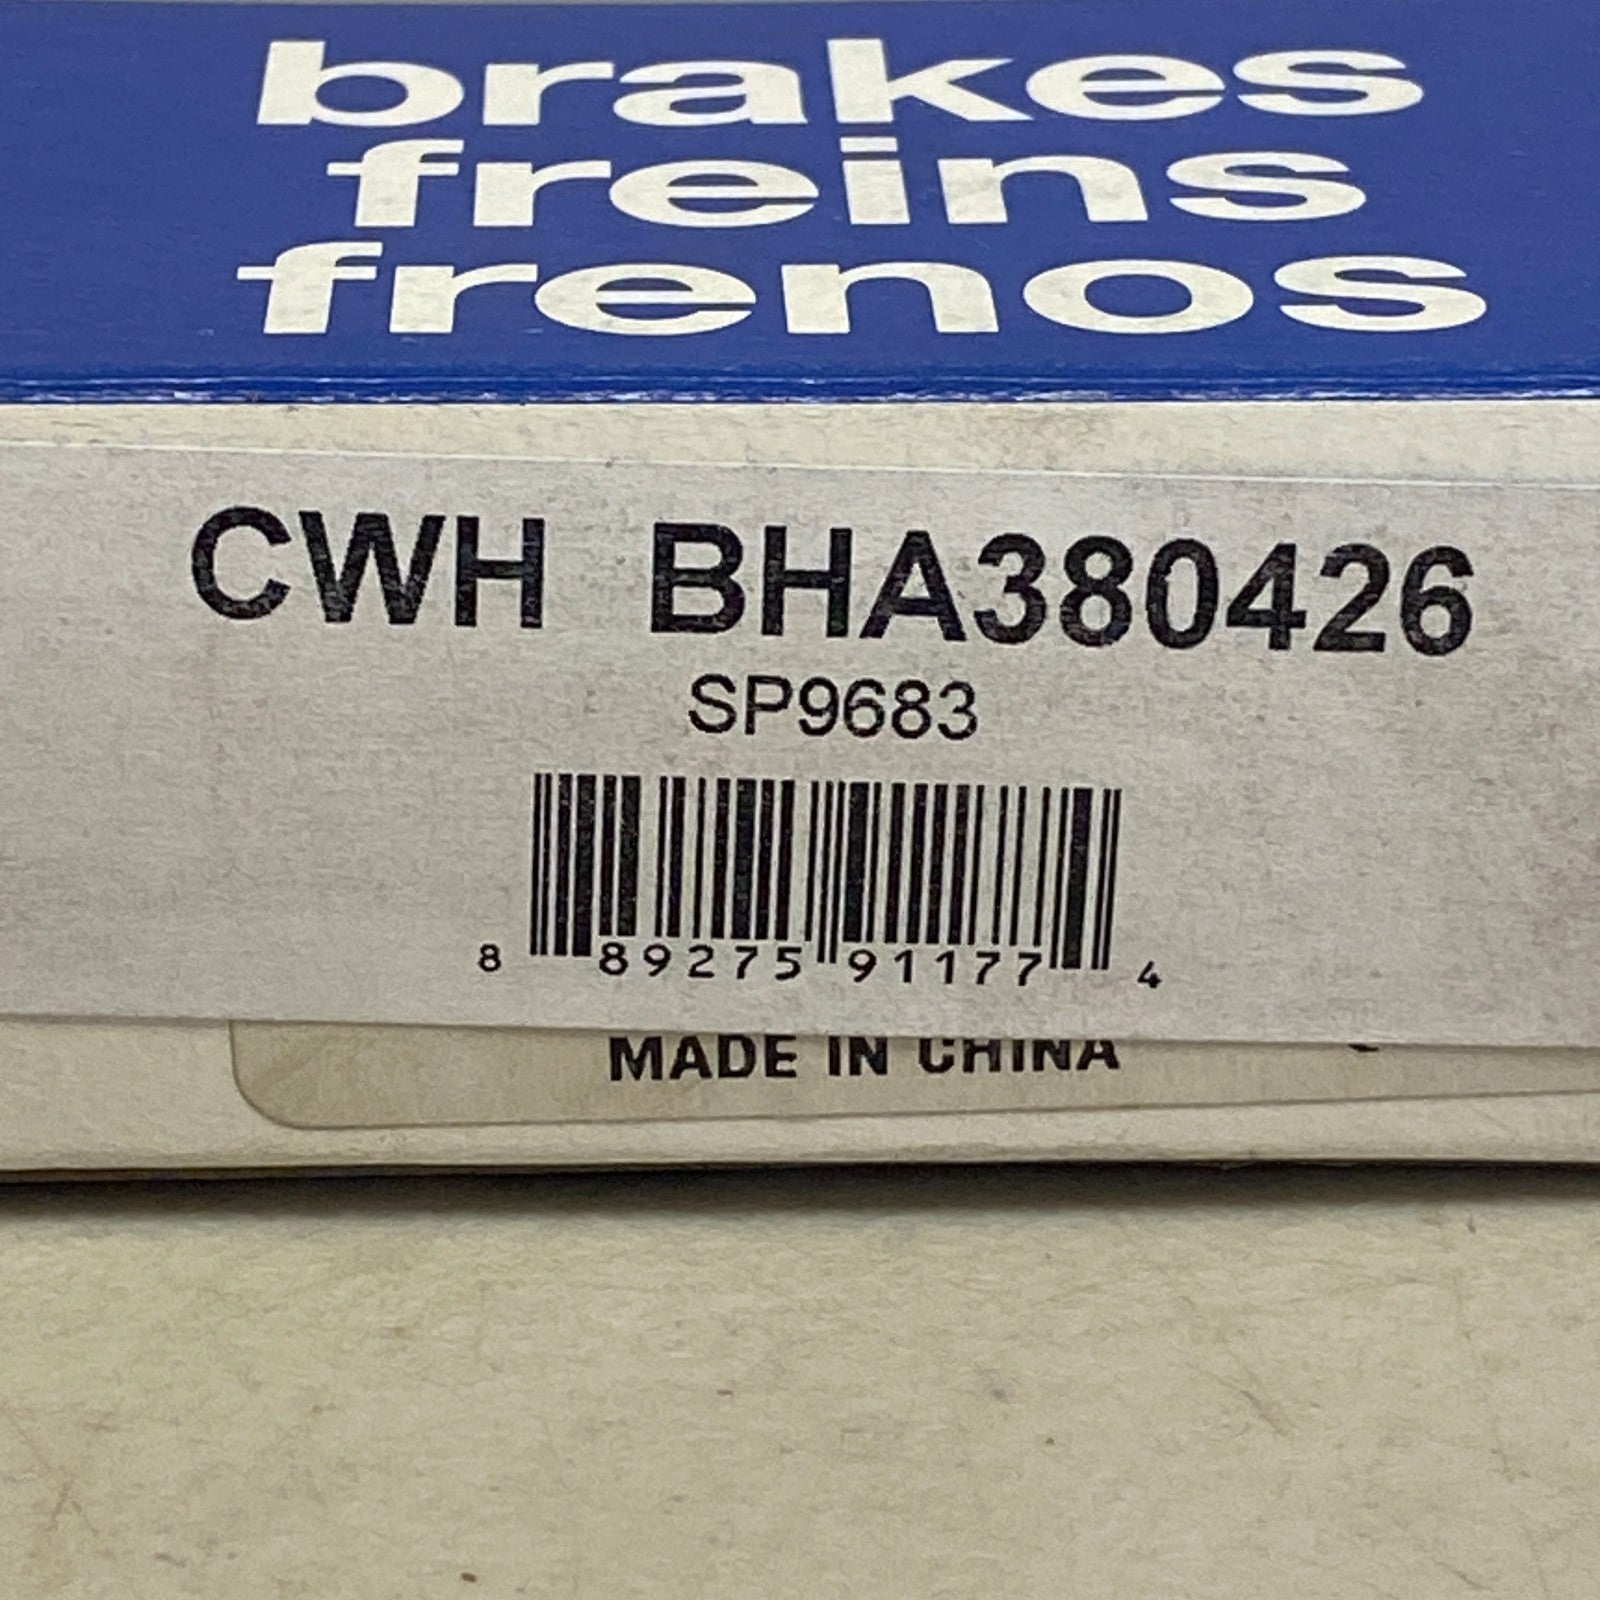 brakes
freins
frenos
CWH BHA380426
SP9683
8 89275 91177 4
MADE IN CHINA